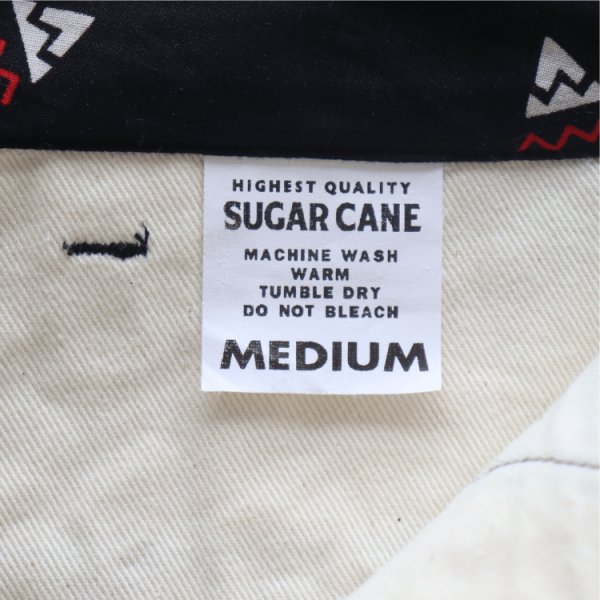 HIGHEST QUALITY
SUGAR CANE
MACHINE WASH
WARM
TUMBLE DRY
DO NOT BLEACH
MEDIUM